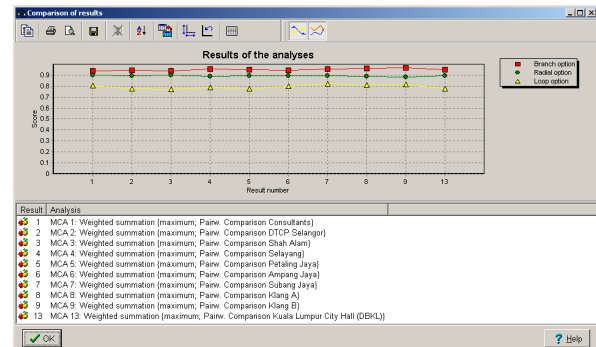 Comparison of results
Results of the analyses
Branch option
Radial option
Loop option
Score
0.9
0.8
0.7
0.6
0.5
0.4
0.3
0.2
0.1
0
1 2 3 4 5 6 7 8 9 13
Result number
Result Analysis
1 MCA 1: Weighted summation {maximum; Pairw. Comparison Consultants}
2 MCA 2: Weighted summation {maximum; Pairw. Comparison DTCP Selangor}
3 MCA 3: Weighted summation {maximum; Pairw. Comparison Shah Alam}
4 MCA 4: Weighted summation {maximum; Pairw. Comparison Selayang}
5 MCA 5: Weighted summation {maximum; Pairw. Comparison Petaling Jaya}
6 MCA 6: Weighted summation {maximum; Pairw. Comparison Ampang Jaya}
7 MCA 7: Weighted summation {maximum; Pairw. Comparison Subang Jaya}
8 MCA 8: Weighted summation {maximum; Pairw. Comparison Klang A}
9 MCA 9: Weighted summation {maximum; Pairw. Comparison Klang B}
13 MCA 13: Weighted summation {maximum; Pairw. Comparison Kuala Lumpur City Hall (DBKL)}
OK
? Help